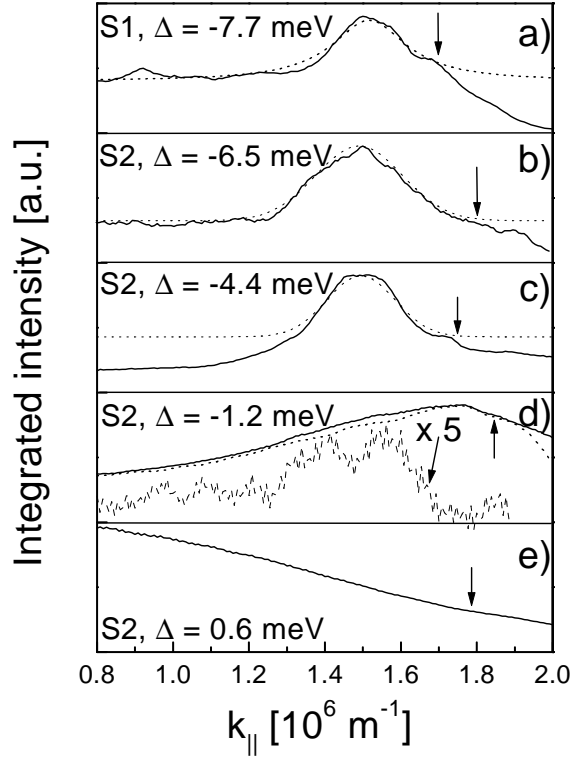 S1, Δ = -7.7 meV
a)
S2, Δ = -6.5 meV
b)
S2, Δ = -4.4 meV
c)
S2, Δ = -1.2 meV
d)
x 5
e)
S2, Δ = 0.6 meV
Integrated intensity [a.u.]
0.8 1.0 1.2 1.4 1.6 1.8 2.0
k|| [10⁶ m⁻¹]